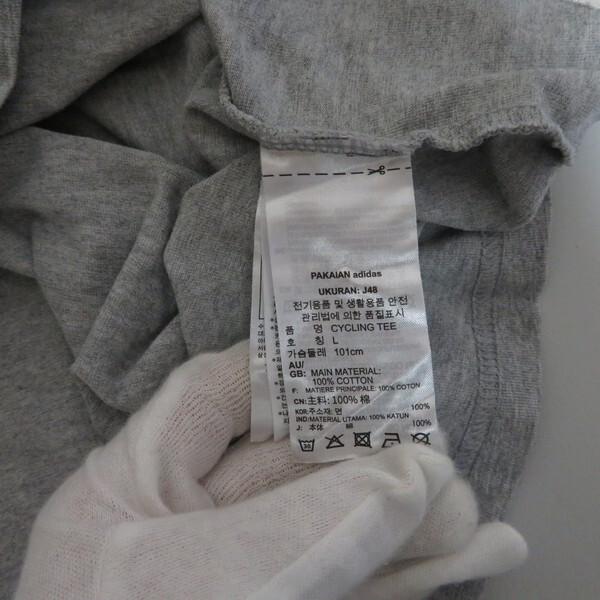 PAKAIAN adidas
UKURAN: J48
전기용품 및 생활용품 안전
관리법에 의한 품질표시
품 명 CYCLING TEE
호 칭 L
가슴둘레 101cm
AU/
GB: MAIN MATERIAL:
100% COTTON
F: MATIERE PRINCIPALE: 100% COTON
CN:主料: 100% 棉
KOR:주소재: 면 100%
IND:MATERIAL UTAMA: 100% KATUN
J: 本体 綿 100%
30